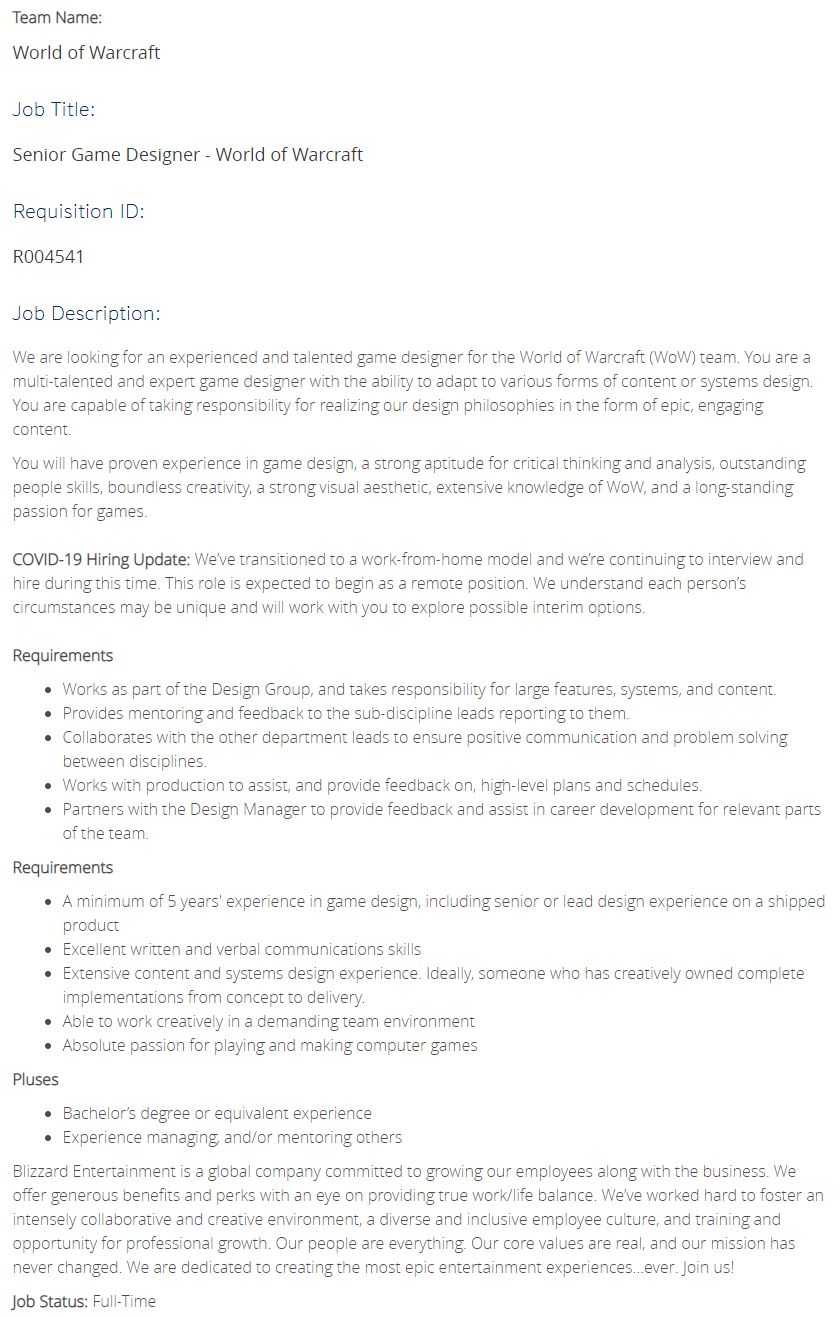 Team Name:
World of Warcraft
Job Title:
Senior Game Designer - World of Warcraft
Requisition ID:
R004541
Job Description:
We are looking for an experienced and talented game designer for the World of Warcraft (WoW) team. You are a
multi-talented and expert game designer with the ability to adapt to various forms of content or systems design.
You are capable of taking responsibility for realizing our design philosophies in the form of epic, engaging
content.
You will have proven experience in game design, a strong aptitude for critical thinking and analysis, outstanding
people skills, boundless creativity, a strong visual aesthetic, extensive knowledge of WoW, and a long-standing
passion for games.
COVID-19 Hiring Update: We've transitioned to a work-from-home model and we're continuing to interview and
hire during this time. This role is expected to begin as a remote position. We understand each person's
circumstances may be unique and will work with you to explore possible interim options.
Requirements
• Works as part of the Design Group, and takes responsibility for large features, systems, and content.
• Provides mentoring and feedback to the sub-discipline leads reporting to them.
• Collaborates with the other department leads to ensure positive communication and problem solving
between disciplines.
• Works with production to assist, and provide feedback on, high-level plans and schedules.
• Partners with the Design Manager to provide feedback and assist in career development for relevant parts
of the team.
Requirements
• A minimum of 5 years' experience in game design, including senior or lead design experience on a shipped
product
• Excellent written and verbal communications skills
• Extensive content and systems design experience. Ideally, someone who has creatively owned complete
implementations from concept to delivery.
• Able to work creatively in a demanding team environment
• Absolute passion for playing and making computer games
Pluses
• Bachelor's degree or equivalent experience
• Experience managing, and/or mentoring others
Blizzard Entertainment is a global company committed to growing our employees along with the business. We
offer generous benefits and perks with an eye on providing true work/life balance. We've worked hard to foster an
intensely collaborative and creative environment, a diverse and inclusive employee culture, and training and
opportunity for professional growth. Our people are everything. Our core values are real, and our mission has
never changed. We are dedicated to creating the most epic entertainment experiences...ever. Join us!
Job Status: Full-Time